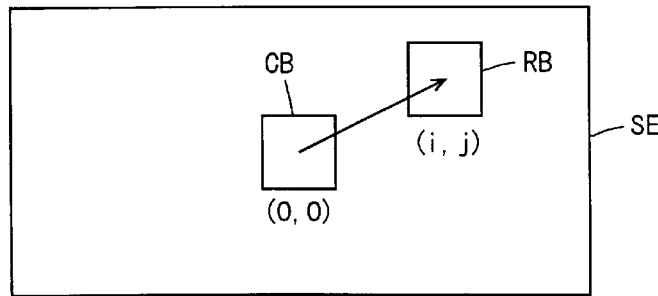 CB
RB
SE
(i, j)
(0, 0)